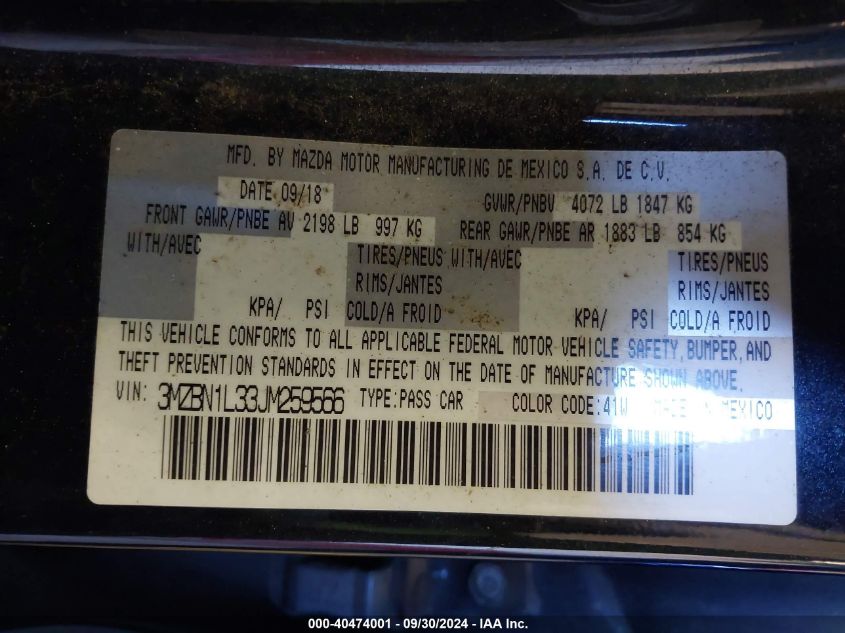 MFD. BY MAZDA MOTOR MANUFACTURING DE MEXICO S.A. DE C.V.
DATE 09/18 GVWR/PNBV 4072 LB 1847 KG
FRONT GAWR/PNBE AV 2198 LB 997 KG REAR GAWR/PNBE AR 1883 LB 854 KG
WITH/AVEC TIRES/PNEUS WITH/AVEC TIRES/PNEUS
RIMS/JANTES RIMS/JANTES
KPA/ PSI COLD/A FROID KPA/ PSI COLD/A FROID
THIS VEHICLE CONFORMS TO ALL APPLICABLE FEDERAL MOTOR VEHICLE SAFETY, BUMPER, AND
THEFT PREVENTION STANDARDS IN EFFECT ON THE DATE OF MANUFACTURE SHOWN ABOVE.
VIN: 3MZBN1L33JM259566 TYPE:PASS CAR COLOR CODE:41W MADE IN MEXICO
000-40474001 - 09/30/2024 - IAA Inc.